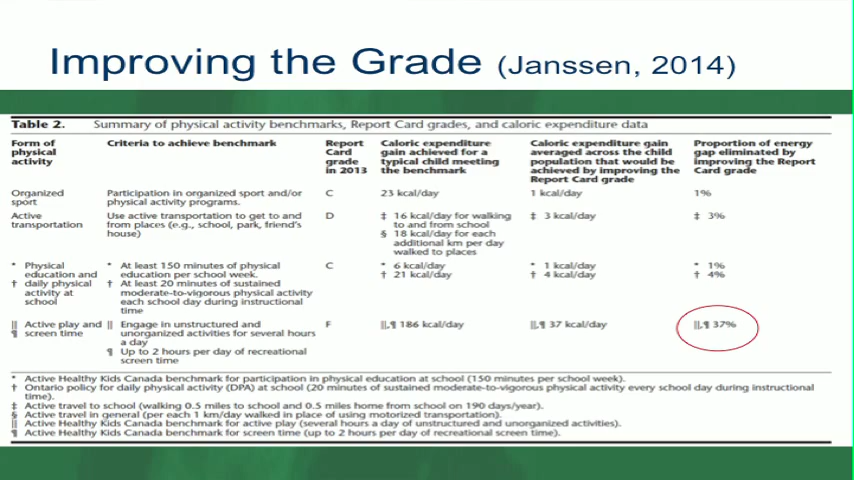 Improving the Grade (Janssen, 2014)
Table 2. Summary of physical activity benchmarks, Report Card grades, and caloric expenditure data
Form of physical activity
Criteria to achieve benchmark
Report Card grade in 2013
Caloric expenditure gain achieved for a typical child meeting the benchmark
Caloric expenditure gain averaged across the child population that would be achieved by improving the Report Card grade
Proportion of energy gap eliminated by improving the Report Card grade
Organized sport
Participation in organized sport and/or physical activity programs.
C
23 kcal/day
1 kcal/day
1%
Active transportation
Use active transportation to get to and from places (e.g., school, park, friend's house)
D
‡ 16 kcal/day for walking to and from school
§ 18 kcal/day for each additional km per day walked to places
‡ 3 kcal/day
‡ 3%
* Physical education and
† daily physical activity at school
* At least 150 minutes of physical education per school week.
† At least 20 minutes of sustained moderate-to-vigorous physical activity each school day during instructional time
C
* 6 kcal/day
† 21 kcal/day
* 1 kcal/day
† 4 kcal/day
* 1%
† 4%
|| Active play and
¶ screen time
|| Engage in unstructured and unorganized activities for several hours a day
¶ Up to 2 hours per day of recreational screen time
F
||,¶ 186 kcal/day
||,¶ 37 kcal/day
||,¶ 37%
* Active Healthy Kids Canada benchmark for participation in physical education at school (150 minutes per school week).
† Ontario policy for daily physical activity (DPA) at school (20 minutes of sustained moderate-to-vigorous physical activity every school day during instructional
time).
‡ Active travel to school (walking 0.5 miles to school and 0.5 miles home from school on 190 days/year).
§ Active travel in general (per each 1 km/day walked in place of using motorized transportation).
|| Active Healthy Kids Canada benchmark for active play (several hours a day of unstructured and unorganized activities).
¶ Active Healthy Kids Canada benchmark for screen time (up to 2 hours per day of recreational screen time).